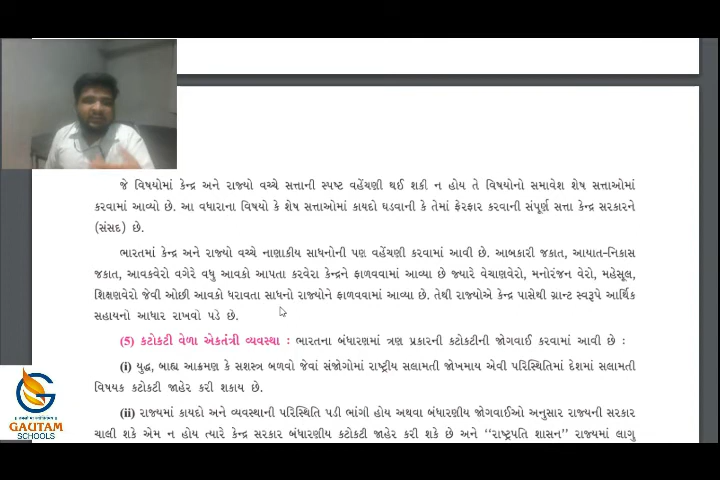 જે વિષયોમાં કેન્દ્ર અને રાજ્યો વચ્ચે સત્તાની સ્પષ્ટ વહેંચણી થઈ શકી ન હોય તે વિષયોનો સમાવેશ શેષ સત્તાઓમાં
કરવામાં આવ્યો છે. આ વધારાના વિષયો કે શેષ સત્તાઓમાં કાયદો ઘડવાની કે તેમાં ફેરફાર કરવાની સંપૂર્ણ સત્તા કેન્દ્ર સરકારને
(સંસદ) છે.
ભારતમાં કેન્દ્ર અને રાજ્યો વચ્ચે નાણાકીય સાધનોની પણ વહેંચણી કરવામાં આવી છે. આબકારી જકાત, આયાત-નિકાસ
જકાત, આવકવેરો વગેરે વધુ આવકો આપતા કરવેરા કેન્દ્રને ફાળવવામાં આવ્યા છે જ્યારે વેચાણવેરો, મનોરંજન વેરો, મહેસૂલ,
શિક્ષણવેરો જેવી ઓછી આવકો ધરાવતા સાધનો રાજ્યોને ફાળવવામાં આવ્યા છે. તેથી રાજ્યોએ કેન્દ્ર પાસેથી ગ્રાન્ટ સ્વરૂપે આર્થિક
સહાયનો આધાર રાખવો પડે છે.
(5) કટોકટી વેળા એકતંત્રી વ્યવસ્થા : ભારતના બંધારણમાં ત્રણ પ્રકારની કટોકટીની જોગવાઈ કરવામાં આવી છે :
(i) યુદ્ધ, બાહ્ય આક્રમણ કે સશસ્ત્ર બળવો જેવાં સંજોગોમાં રાષ્ટ્રીય સલામતી જોખમાય એવી પરિસ્થિતિમાં દેશમાં સલામતી
વિષયક કટોકટી જાહેર કરી શકાય છે.
(ii) રાજ્યમાં કાયદો અને વ્યવસ્થાની પરિસ્થિતિ પડી ભાંગી હોય અથવા બંધારણીય જોગવાઈઓ અનુસાર રાજ્યની સરકાર
ચાલી શકે એમ ન હોય ત્યારે કેન્દ્ર સરકાર બંધારણીય કટોકટી જાહેર કરી શકે છે અને “રાષ્ટ્રપતિ શાસન” રાજ્યમાં લાગુ
GAUTAM
SCHOOLS